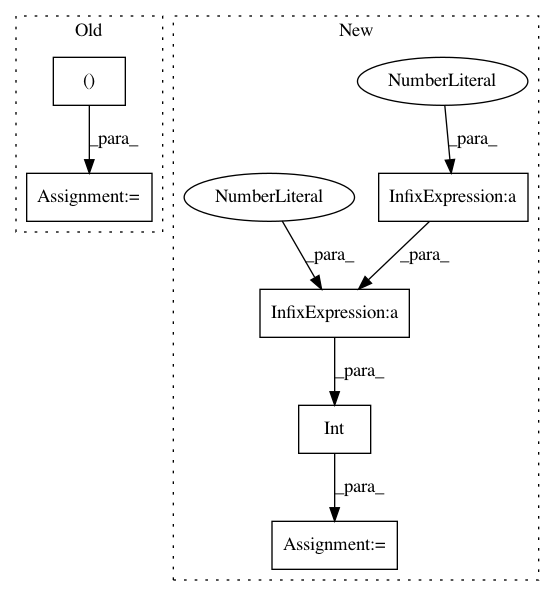 Old
New
()
NumberLiteral
_para_
_para_
Assignment:=
NumberLiteral
InfixExpression:a
_para_
_para_
InfixExpression:a
_para_
Int
_para_
Assignment:=